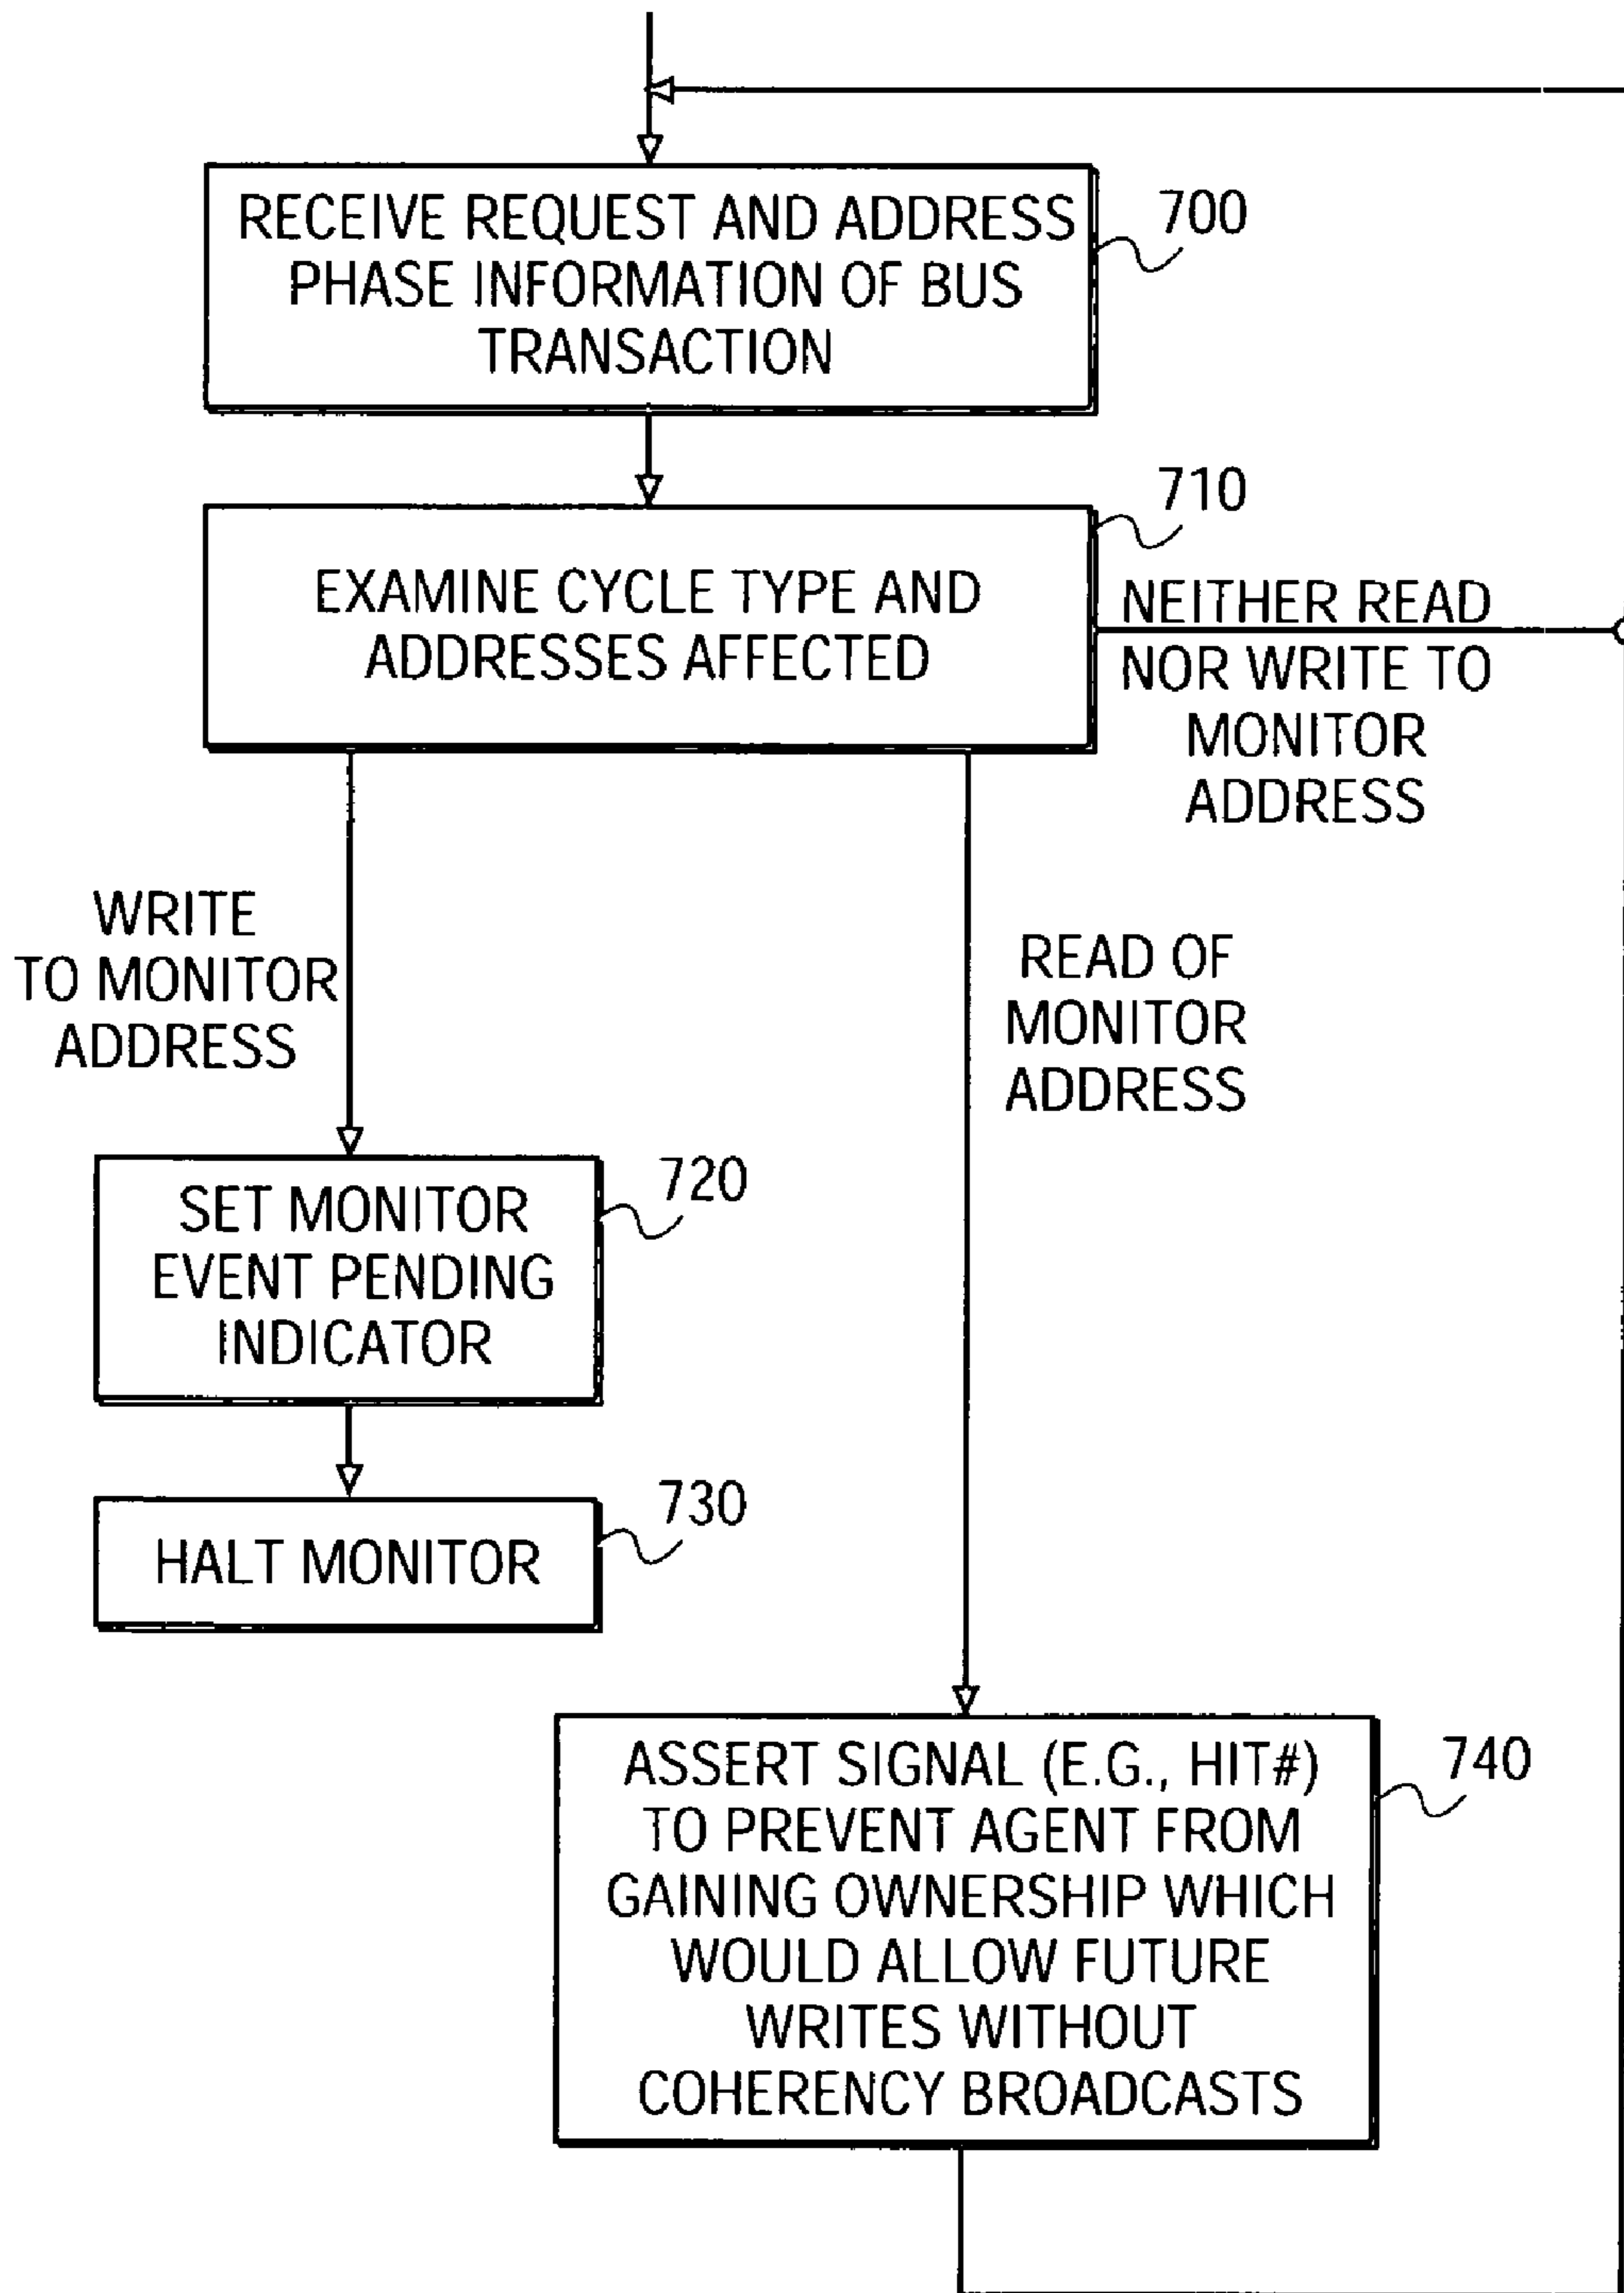 RECEIVE REQUEST AND ADDRESS
PHASE INFORMATION OF BUS
TRANSACTION
700
710
EXAMINE CYCLE TYPE AND
ADDRESSES AFFECTED
NEITHER READ
NOR WRITE TO
MONITOR
ADDRESS
WRITE
TO MONITOR
ADDRESS
READ OF
MONITOR
ADDRESS
SET MONITOR
EVENT PENDING
INDICATOR
720
HALT MONITOR
730
ASSERT SIGNAL (E.G., HIT#)
TO PREVENT AGENT FROM
GAINING OWNERSHIP WHICH
WOULD ALLOW FUTURE
WRITES WITHOUT
COHERENCY BROADCASTS
740